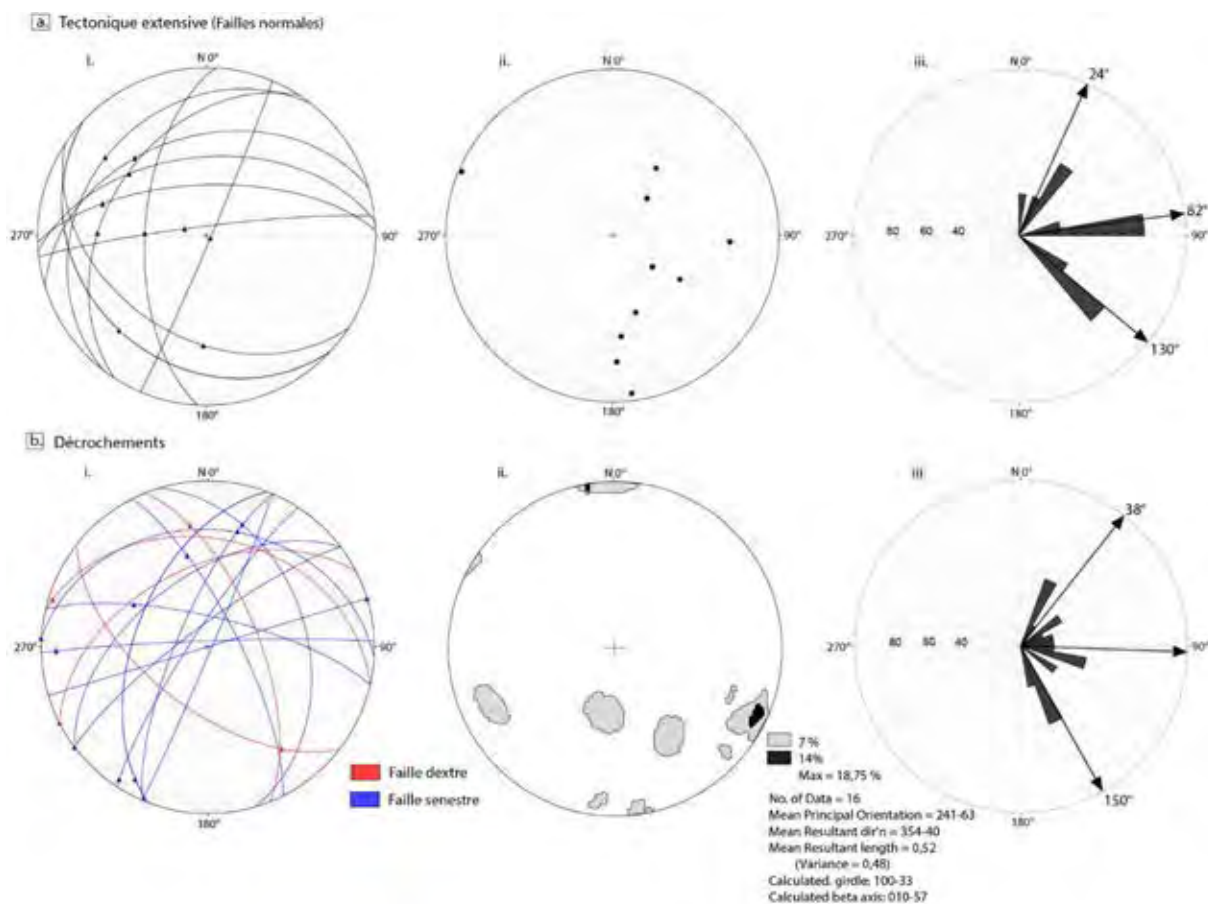 a. Tectonique extensive (Failles normales)
i.
N 0°
270°
90°
180°
ii.
N 0°
270°
90°
180°
iii.
N 0°
24°
82°
270°
80 60 40
90°
130°
180°
b. Décrochements
i.
N 0°
270°
90°
180°
Faille dextre
Faille senestre
ii.
N 0°
7 %
14%
Max = 18,75 %
No. of Data = 16
Mean Principal Orientation = 241-63
Mean Resultant dir'n = 354-40
Mean Resultant length = 0,52
(Variance = 0,48)
Calculated. girdle: 100-33
Calculated beta axis: 010-57
iii
N 0°
38°
270°
90°
150°
180°